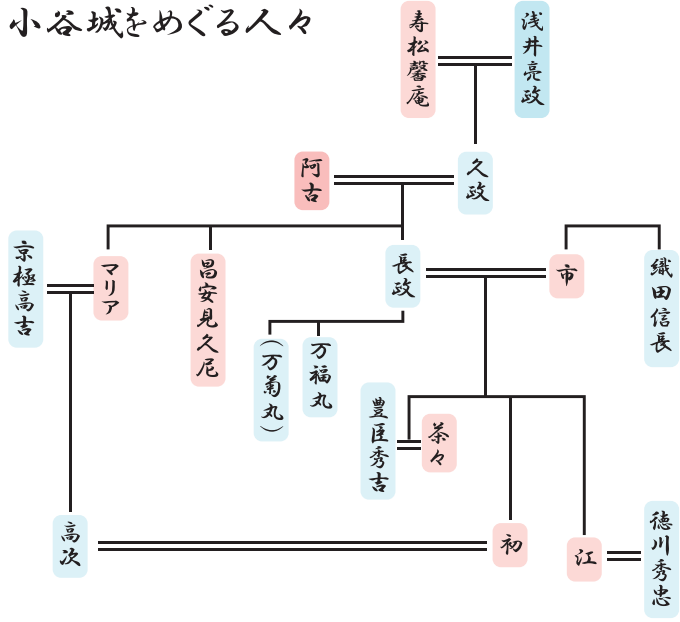 小谷城をめぐる人々
浅井亮政
寿松馨庵
久政
阿古
織田信長
市
長政
昌安見久尼
マリア
京極高吉
万福丸
(万菊丸)
茶々
豊臣秀吉
徳川秀忠
江
初
高次